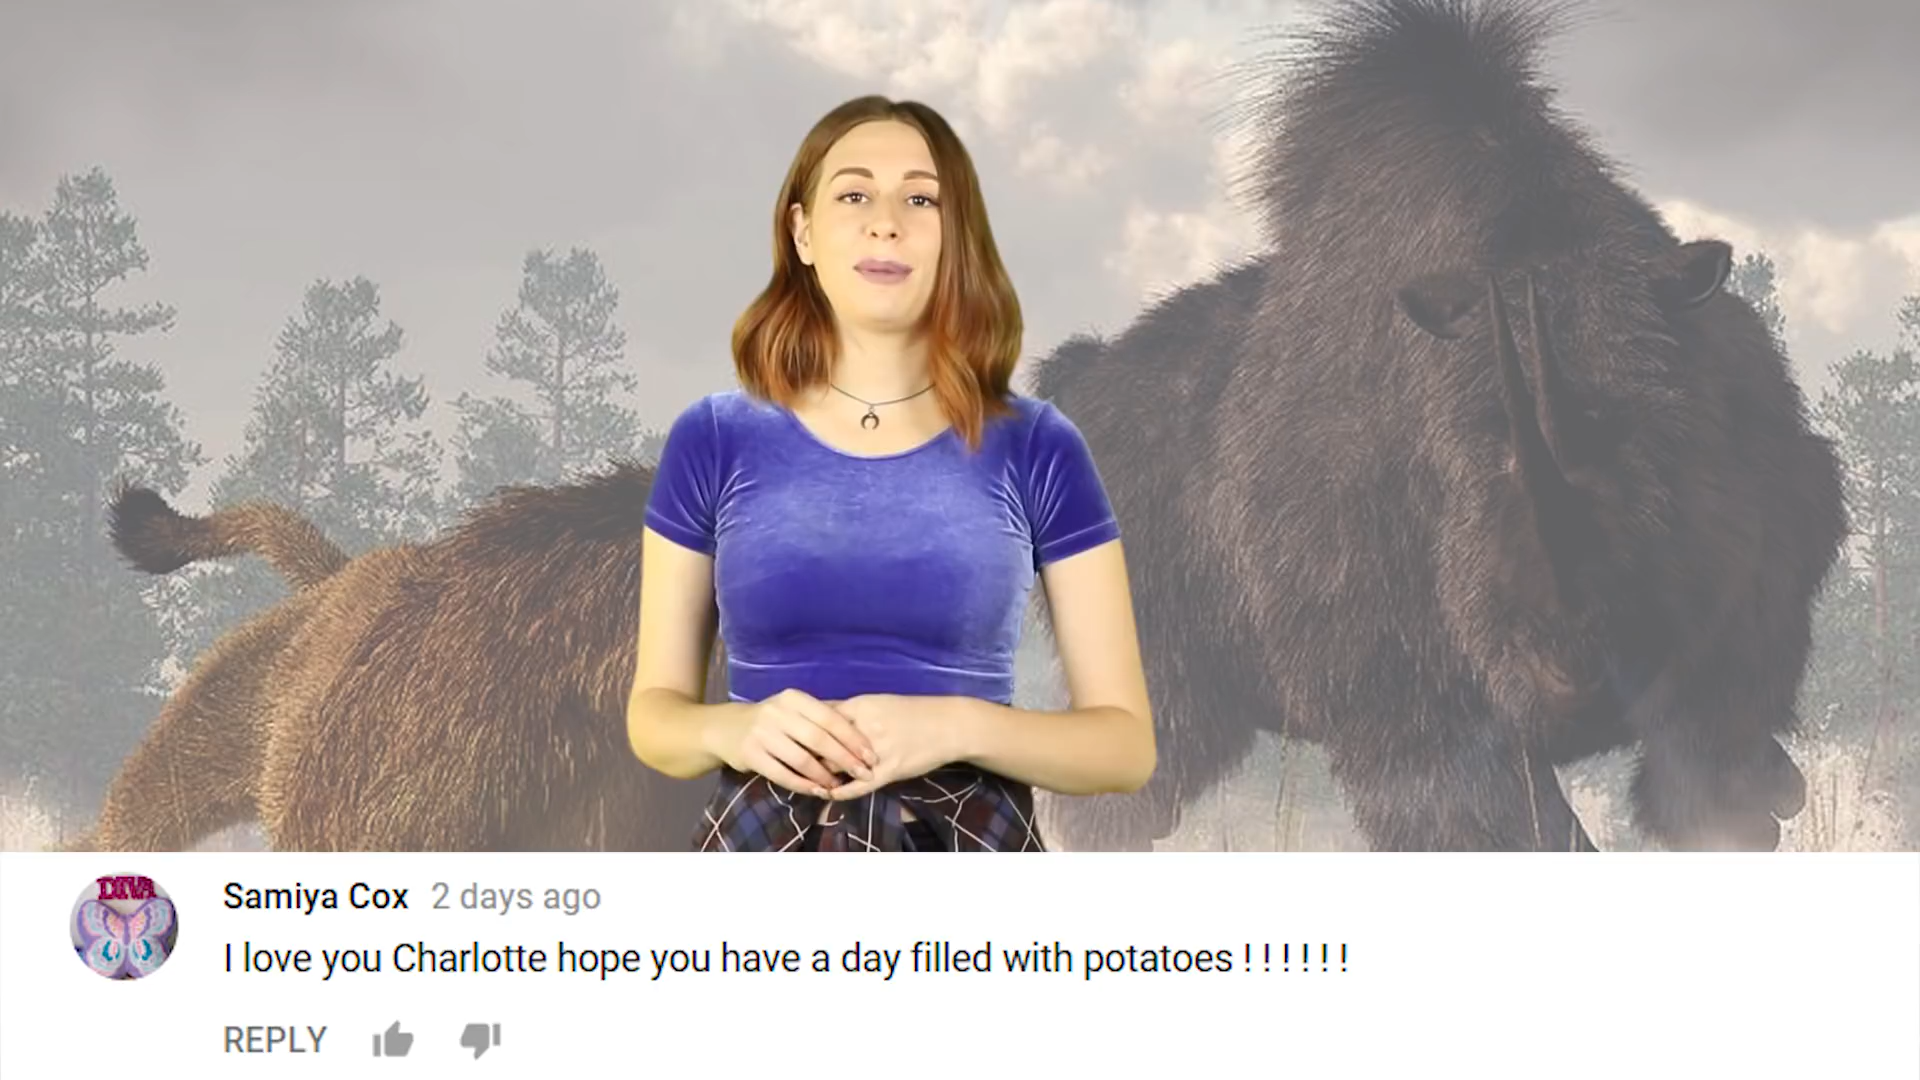 DIVA
Samiya Cox 2 days ago
I love you Charlotte hope you have a day filled with potatoes ! ! ! ! ! !
REPLY